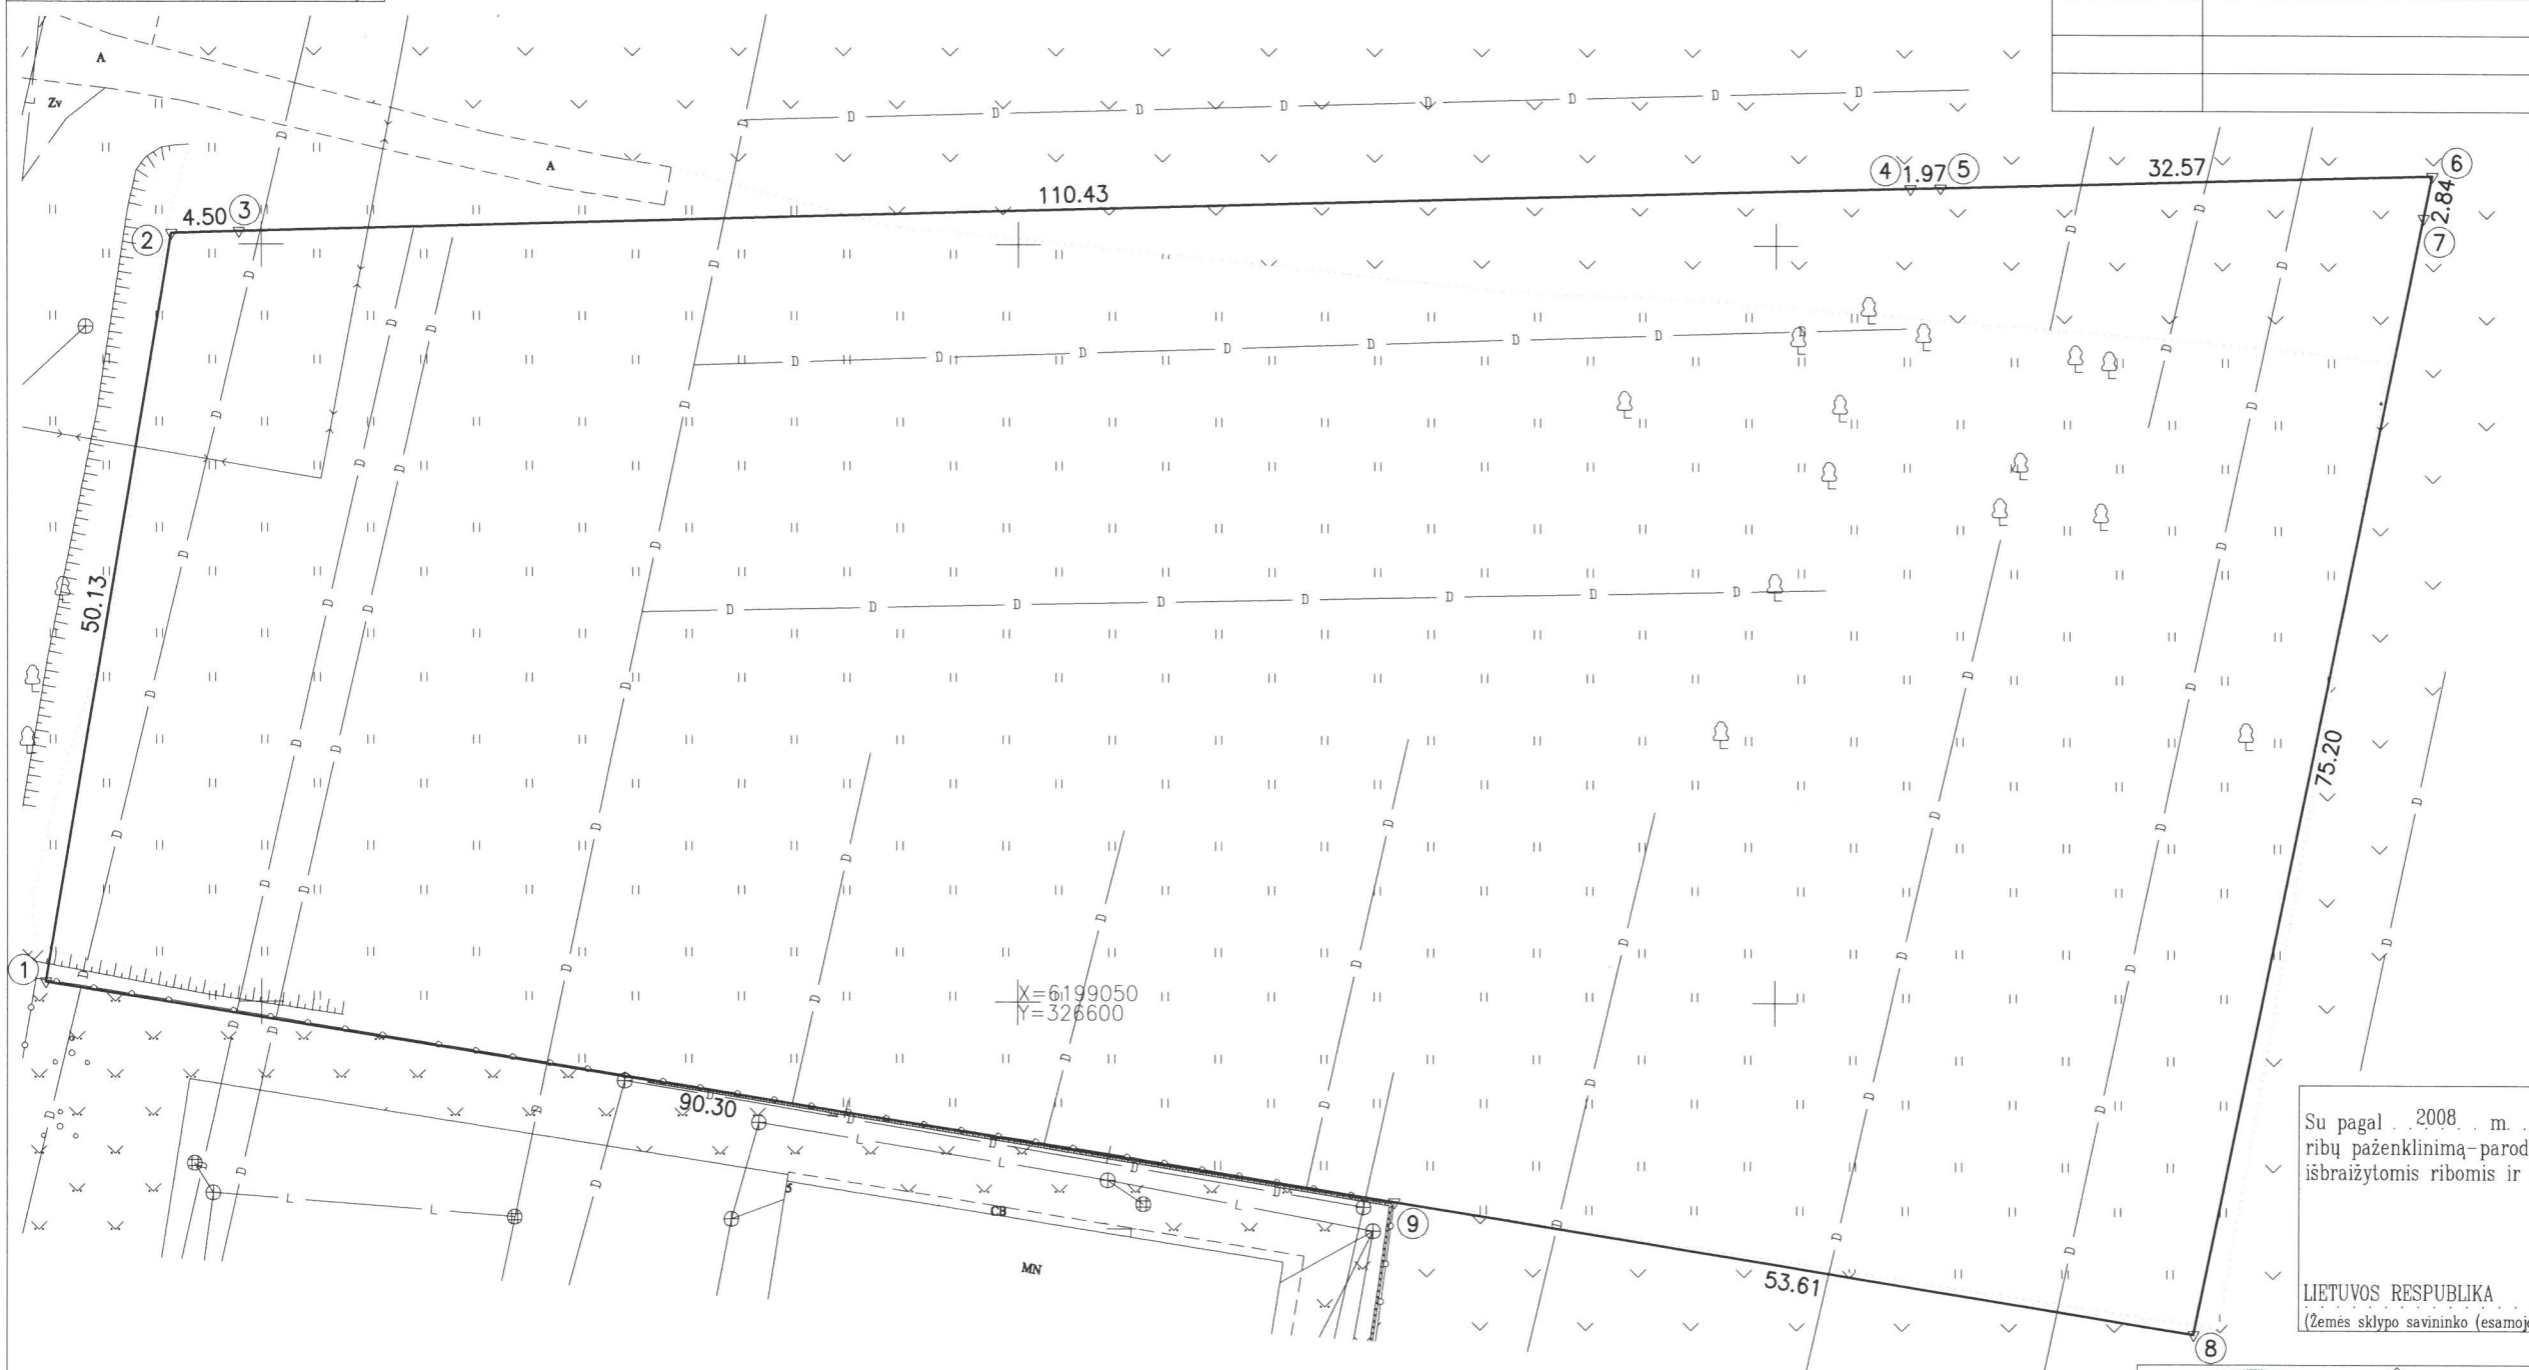 A
Zv
A
4
1.97
5
32.57
6
2.84
7
110.43
4.50
3
2
50.13
75.20
1
X=6199050
Y=326600
90.30
5
CB
MN
9
53.61
8
Su pagal 2008 m.
ribų paženklinimą-parod
išbraižytomis ribomis ir
LIETUVOS RESPUBLIKA
(Žemės sklypo savininko (esamoj
D D D D D D D D
D D D D D D D
D D D D D D D D
L L
L L L